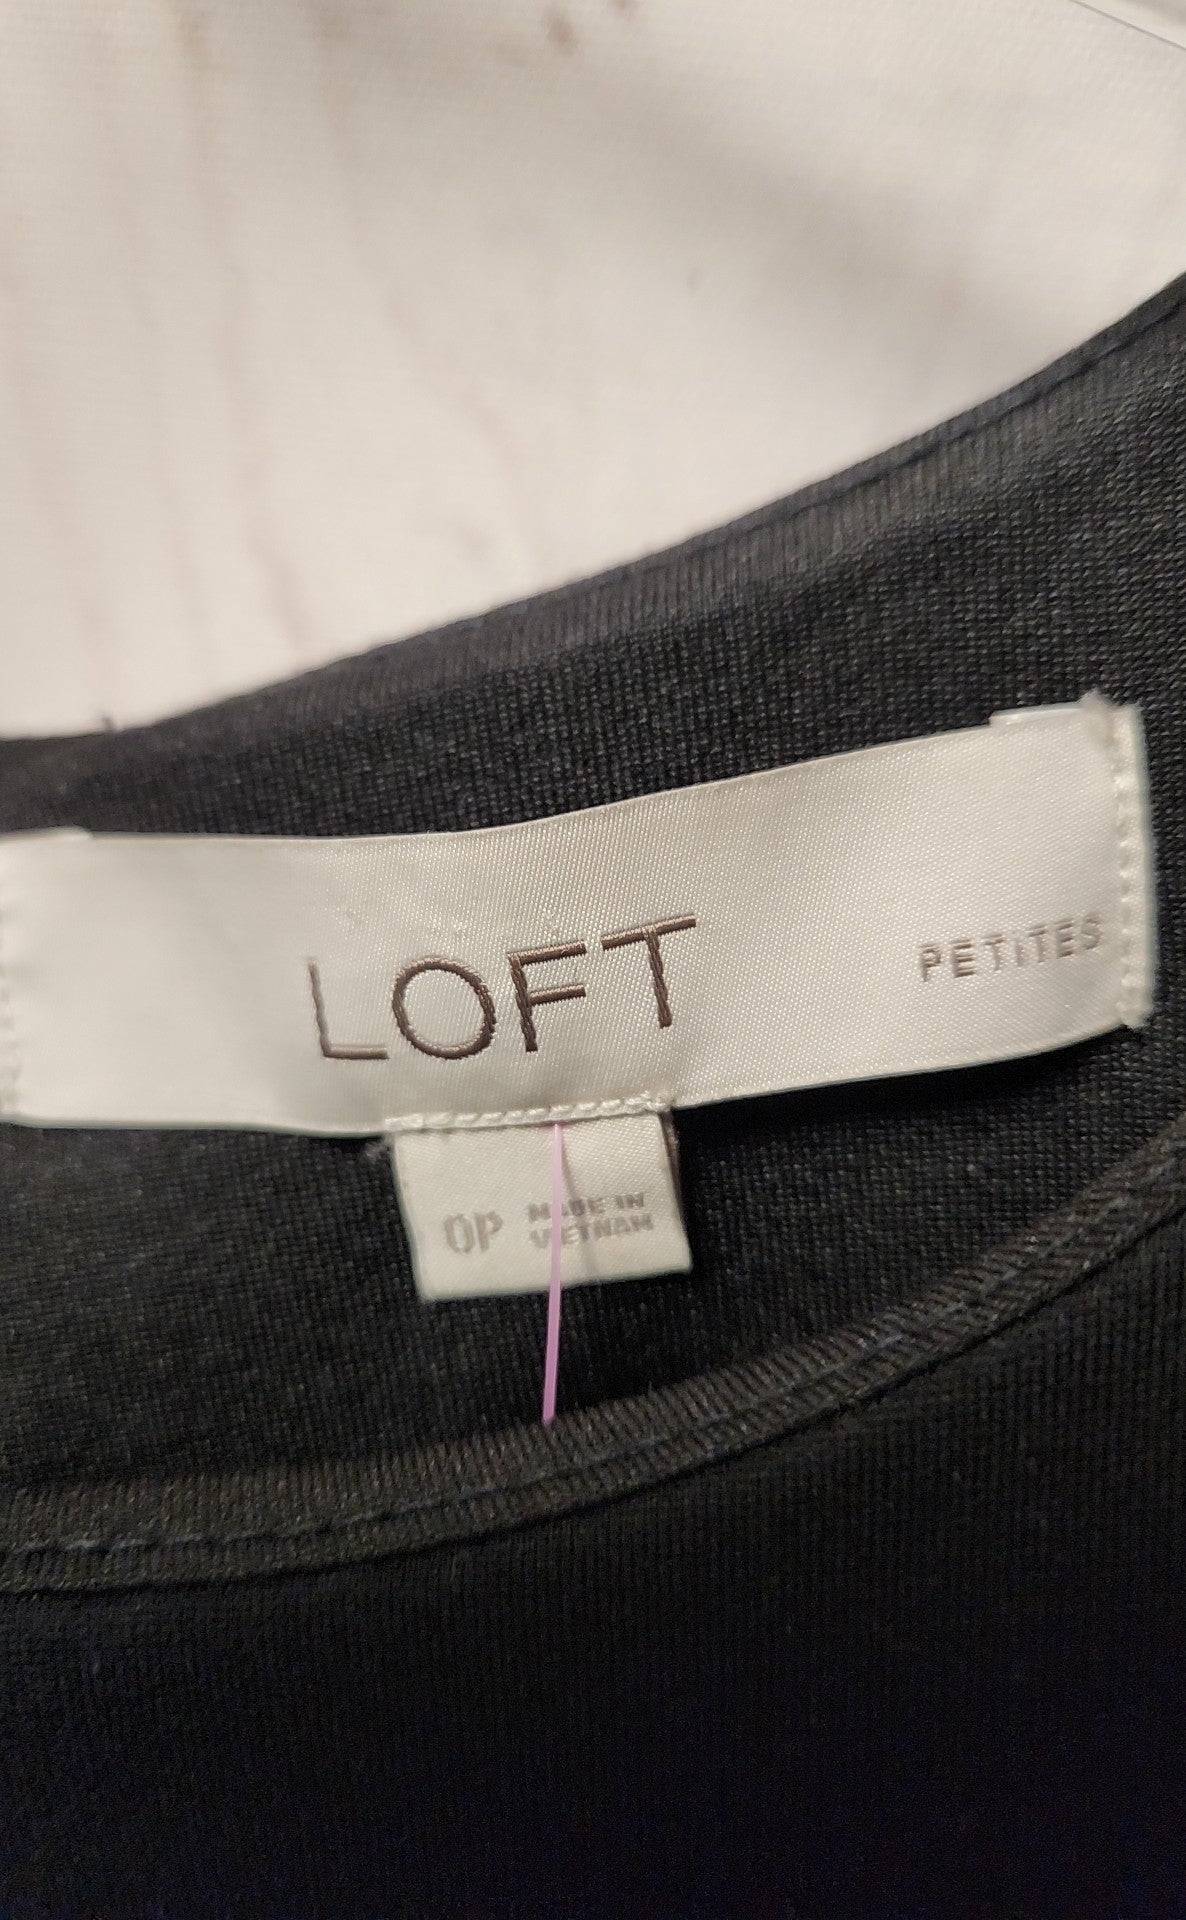 LOFT
PETITES
0P
MADE IN
VIETNAM